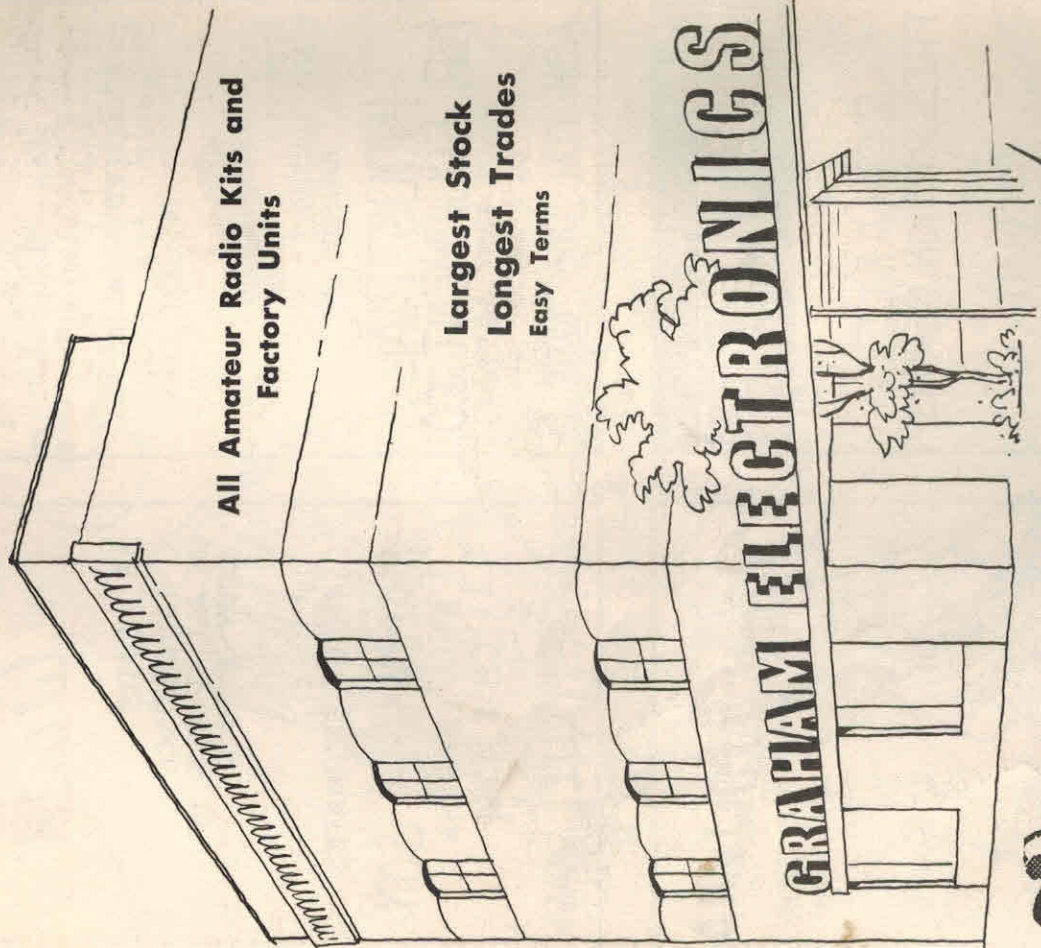 All Amateur Radio Kits and
Factory Units
Largest Stock
Longest Trades
Easy Terms
GRAHAM ELECTRONICS